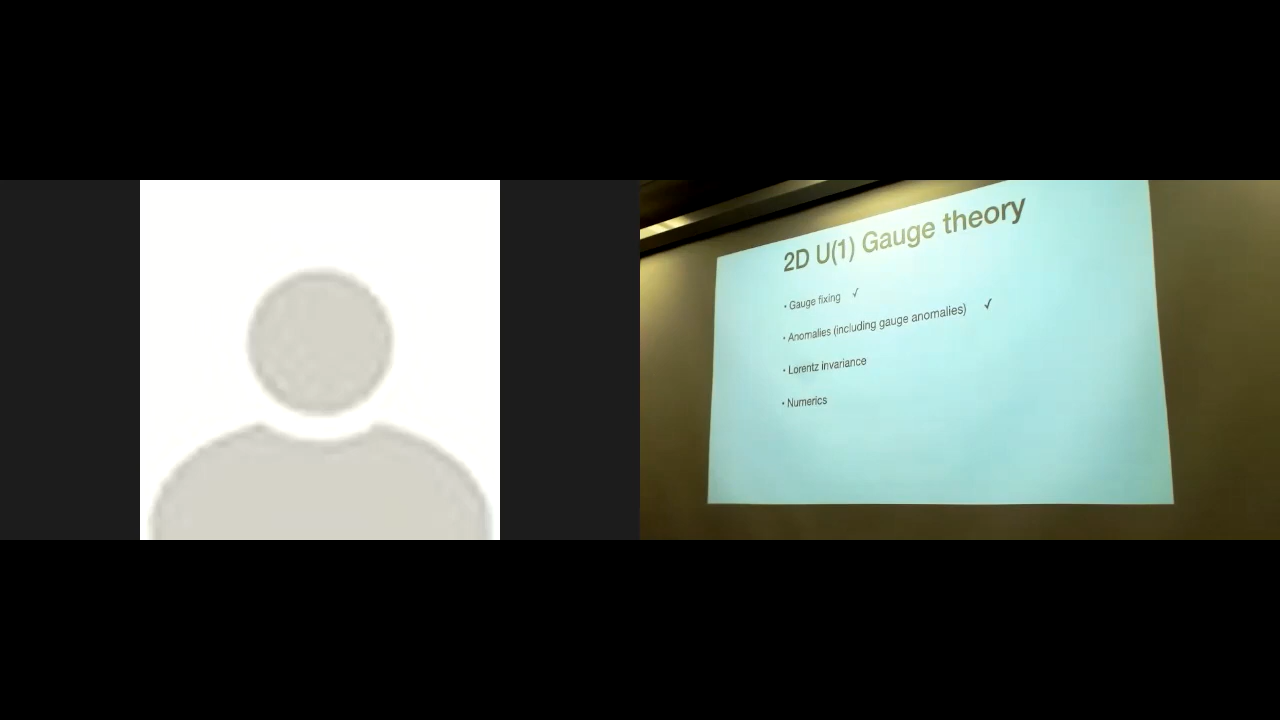 2D U(1) Gauge theory
• Gauge fixing ✓
• Anomalies (including gauge anomalies) ✓
• Lorentz invariance
• Numerics